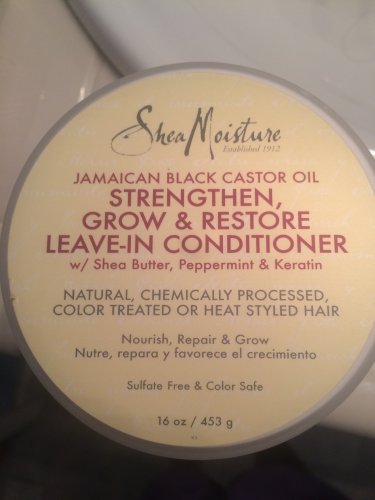 SheaMoisture
Established 1912
JAMAICAN BLACK CASTOR OIL
STRENGTHEN,
GROW & RESTORE
LEAVE-IN CONDITIONER
w/ Shea Butter, Peppermint & Keratin
NATURAL, CHEMICALLY PROCESSED,
COLOR TREATED OR HEAT STYLED HAIR
Nourish, Repair & Grow
Nutre, repara y favorece el crecimiento
Sulfate Free & Color Safe
16 oz / 453 g